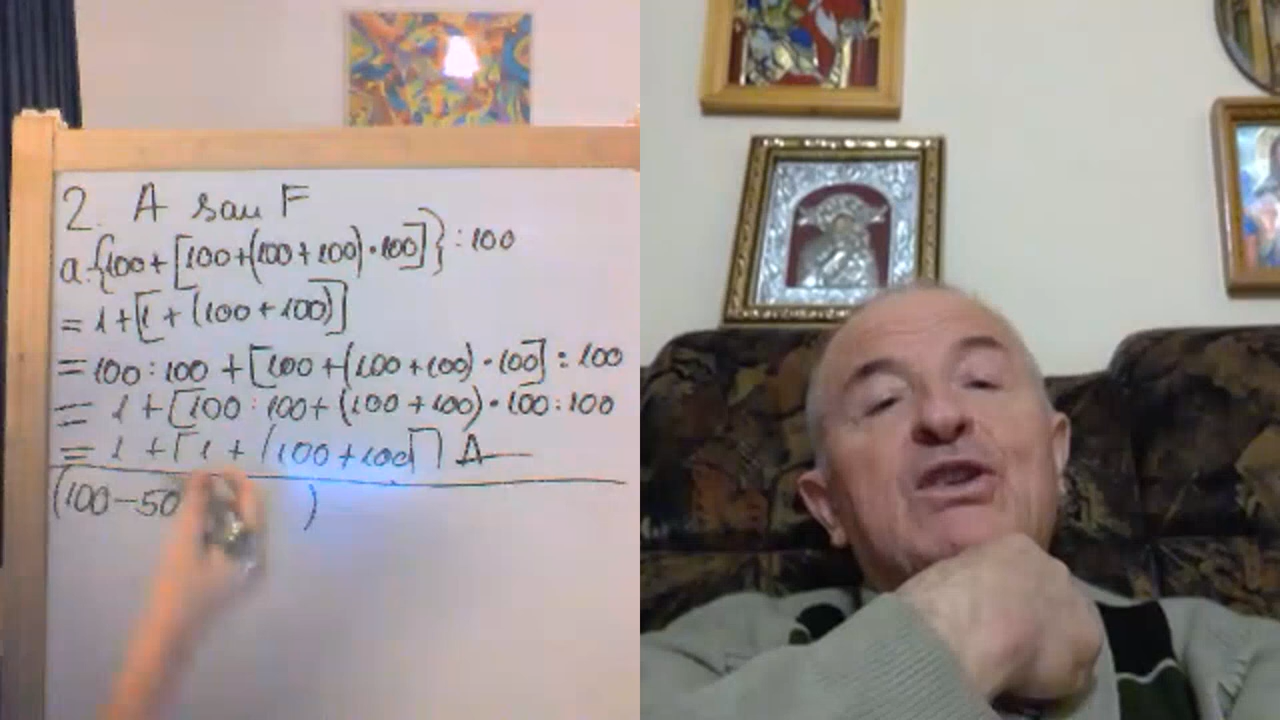 2. A sau F
a. {100+[100+(100+100)•100]}:100
= 1+[1+(100+100)]
= 100:100+[100+(100+100)•100]:100
= 1+[100:100+(100+100)•100:100
= 1+[1+(100+100)] A
(100-50 )